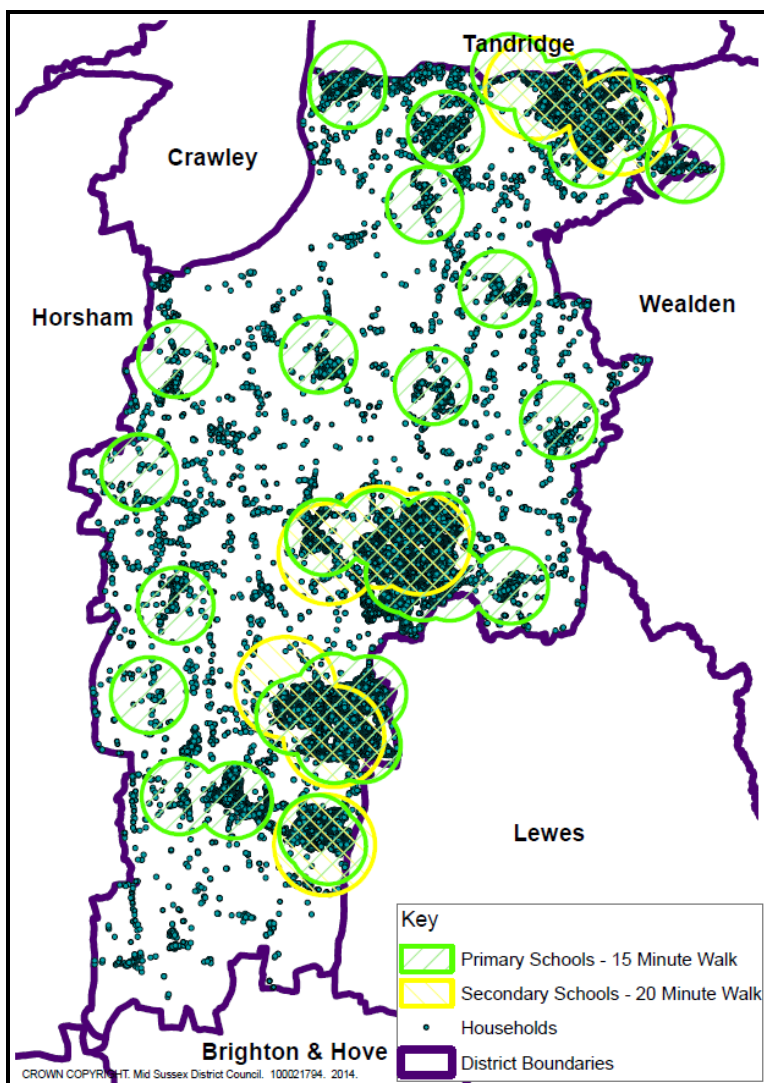 Tandridge
Crawley
Horsham
Wealden
Lewes
Key
Primary Schools - 15 Minute Walk
Secondary Schools - 20 Minute Walk
Households
District Boundaries
Brighton & Hove
CROWN COPYRIGHT. Mid Sussex District Council. 100021794. 2014.